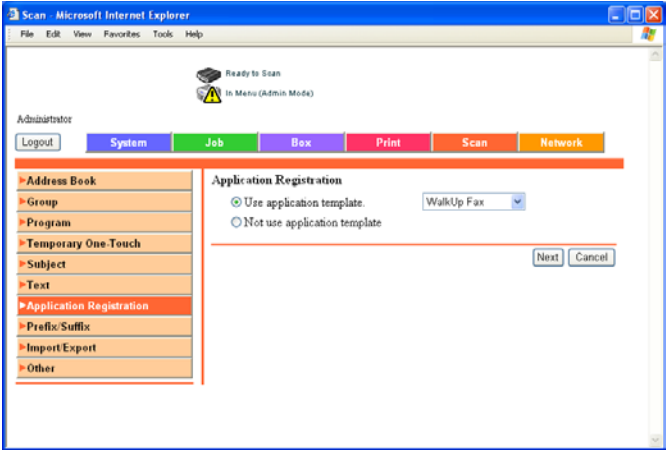 Scan - Microsoft Internet Explorer
File Edit View Favorites Tools Help
Ready to Scan
In Menu (Admin Mode)
Administrator
Logout System Job Box Print Scan Network
Address Book
Group
Program
Temporary One-Touch
Subject
Text
Application Registration
Prefix/Suffix
Import/Export
Other
Application Registration
Use application template. WalkUp Fax
Not use application template
Next Cancel